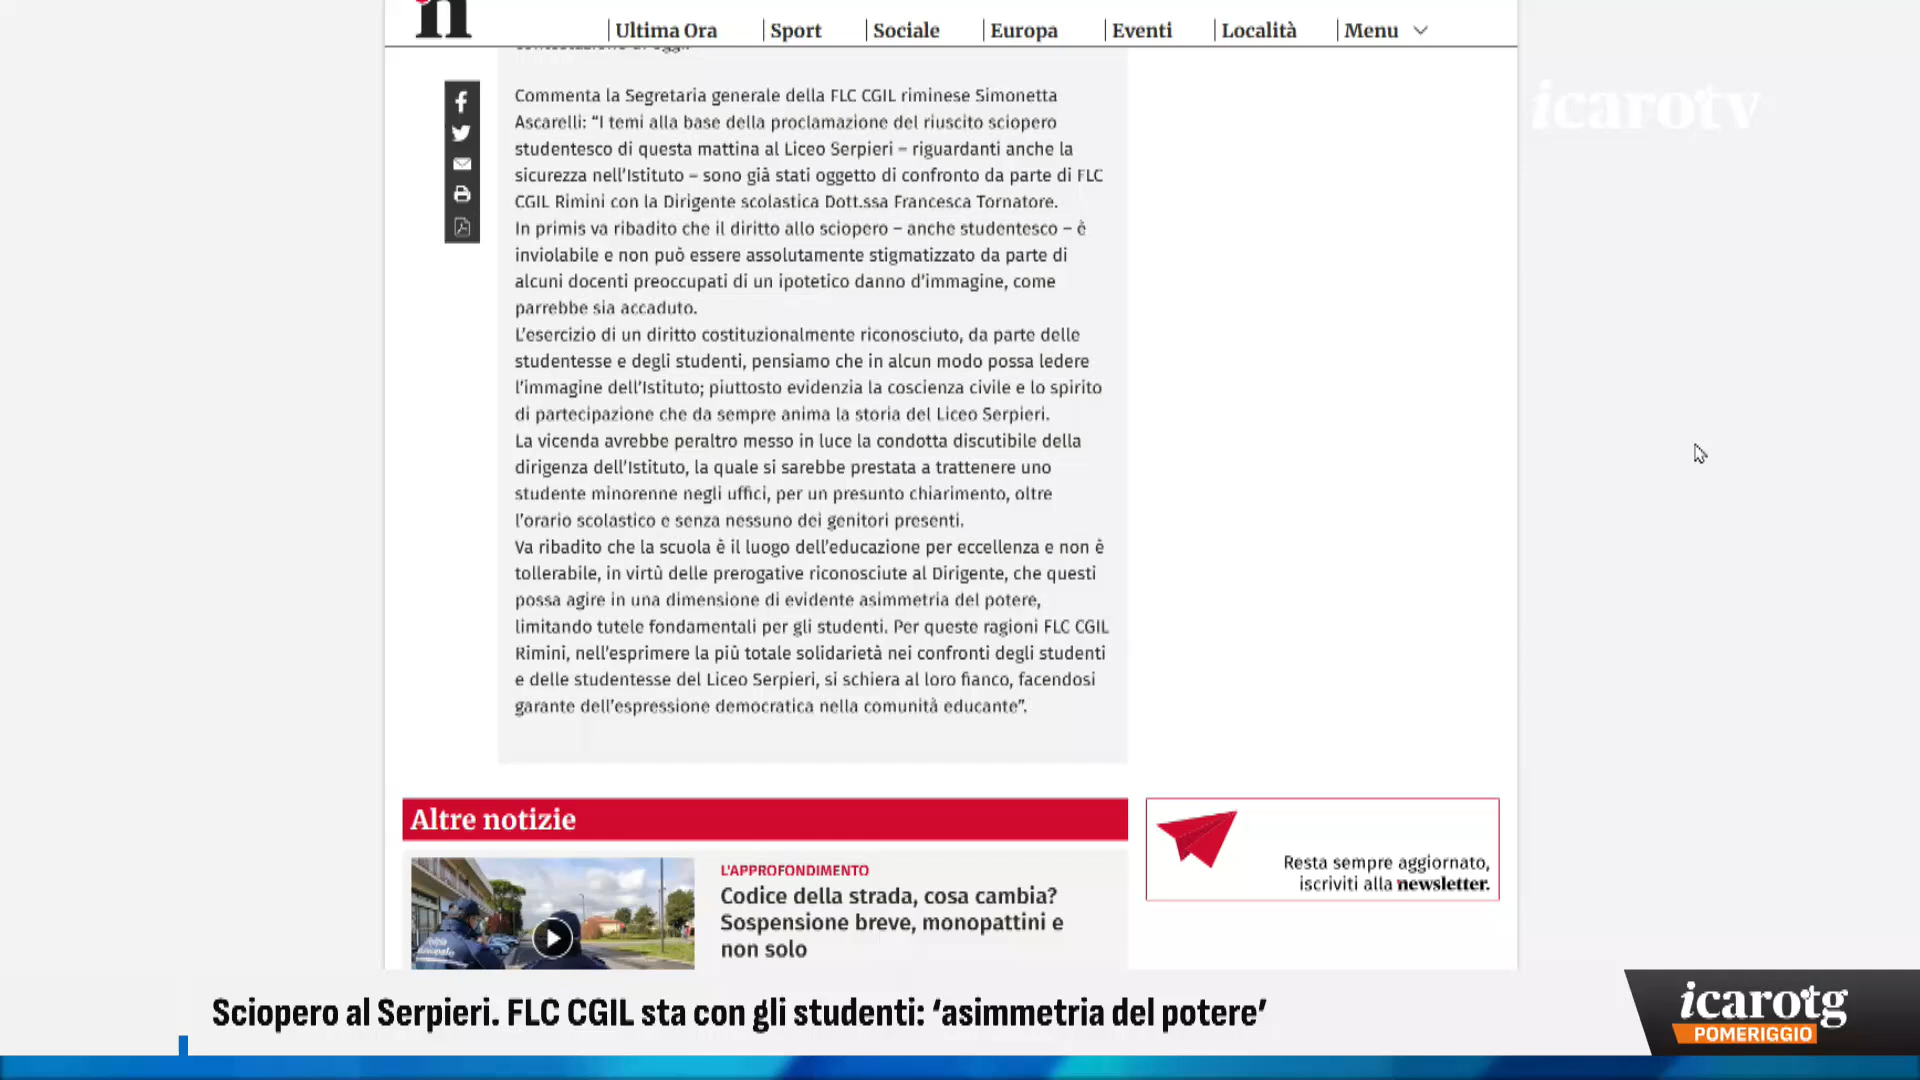 n
Ultima Ora
Sport
Sociale
Europa
Eventi
Località
Menu
icarotv
Commenta la Segretaria generale della FLC CGIL riminese Simonetta
Ascarelli: “I temi alla base della proclamazione del riuscito sciopero
studentesco di questa mattina al Liceo Serpieri – riguardanti anche la
sicurezza nell’Istituto – sono già stati oggetto di confronto da parte di FLC
CGIL Rimini con la Dirigente scolastica Dott.ssa Francesca Tornatore.
In primis va ribadito che il diritto allo sciopero – anche studentesco – è
inviolabile e non può essere assolutamente stigmatizzato da parte di
alcuni docenti preoccupati di un ipotetico danno d’immagine, come
parrebbe sia accaduto.
L’esercizio di un diritto costituzionalmente riconosciuto, da parte delle
studentesse e degli studenti, pensiamo che in alcun modo possa ledere
l’immagine dell’Istituto; piuttosto evidenzia la coscienza civile e lo spirito
di partecipazione che da sempre anima la storia del Liceo Serpieri.
La vicenda avrebbe peraltro messo in luce la condotta discutibile della
dirigenza dell’Istituto, la quale si sarebbe prestata a trattenere uno
studente minorenne negli uffici, per un presunto chiarimento, oltre
l’orario scolastico e senza nessuno dei genitori presenti.
Va ribadito che la scuola è il luogo dell’educazione per eccellenza e non è
tollerabile, in virtù delle prerogative riconosciute al Dirigente, che questi
possa agire in una dimensione di evidente asimmetria del potere,
limitando tutele fondamentali per gli studenti. Per queste ragioni FLC CGIL
Rimini, nell’esprimere la più totale solidarietà nei confronti degli studenti
e delle studentesse del Liceo Serpieri, si schiera al loro fianco, facendosi
garante dell’espressione democratica nella comunità educante”.
Altre notizie
L'APPROFONDIMENTO
Codice della strada, cosa cambia?
Sospensione breve, monopattini e
non solo
Resta sempre aggiornato,
iscriviti alla newsletter.
Sciopero al Serpieri. FLC CGIL sta con gli studenti: ‘asimmetria del potere’
icarotg
POMERIGGIO